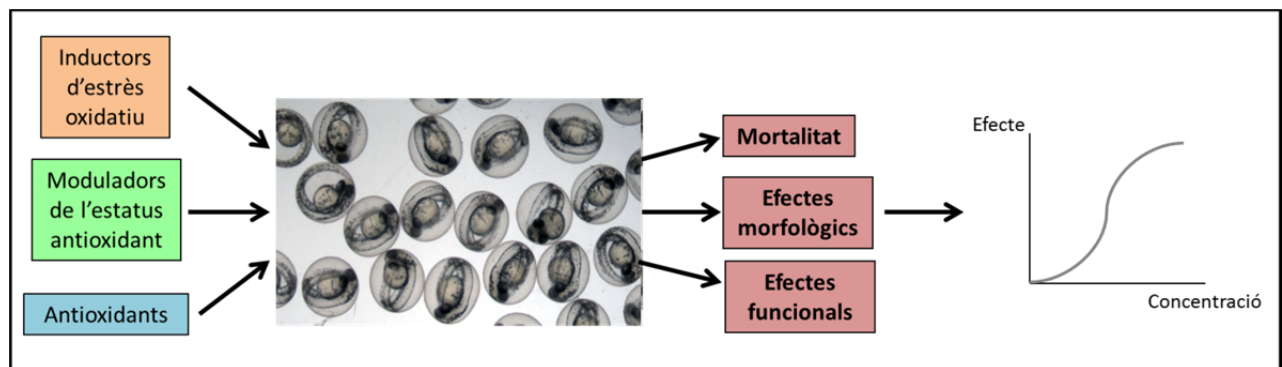 Inductors
d’estrès
oxidatiu
Moduladors
de l’estatus
antioxidant
Antioxidants
Mortalitat
Efectes
morfològics
Efectes
funcionals
Efecte
Concentració